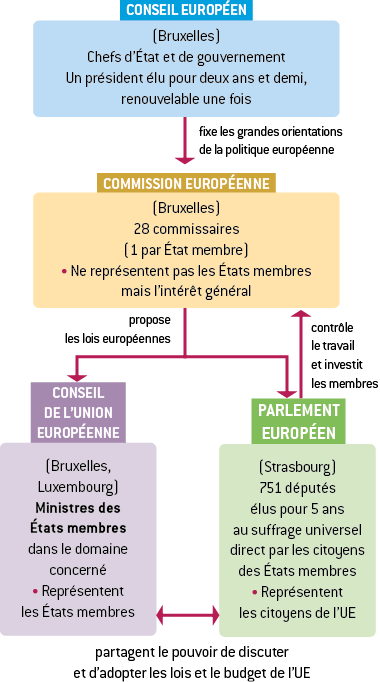 CONSEIL EUROPÉEN
(Bruxelles)
Chefs d’État et de gouvernement
Un président élu pour deux ans et demi,
renouvelable une fois
fixe les grandes orientations
de la politique européenne
COMMISSION EUROPÉENNE
(Bruxelles)
28 commissaires
(1 par État membre)
• Ne représentent pas les États membres
mais l’intérêt général
propose
les lois européennes
contrôle
le travail
et investit
les membres
CONSEIL
DE L’UNION
EUROPÉENNE
(Bruxelles,
Luxembourg)
Ministres des
États membres
dans le domaine
concerné
• Représentent
les États membres
PARLEMENT
EUROPÉEN
(Strasbourg)
751 députés
élus pour 5 ans
au suffrage universel
direct par les citoyens
des États membres
• Représentent
les citoyens de l’UE
partagent le pouvoir de discuter
et d’adopter les lois et le budget de l’UE